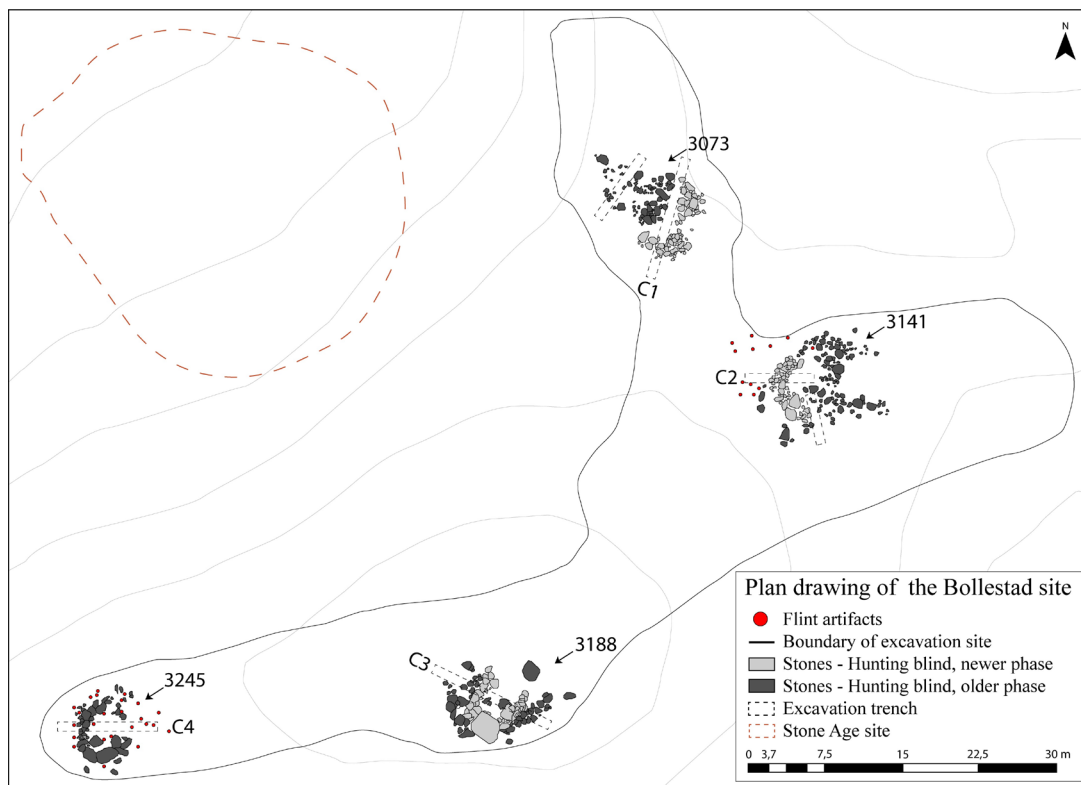 N
3073
C1
3141
C2
3188
C3
3245
C4
Plan drawing of the Bollestad site
Flint artifacts
Boundary of excavation site
Stones - Hunting blind, newer phase
Stones - Hunting blind, older phase
Excavation trench
Stone Age site
0 3,7 7,5 15 22,5 30 m